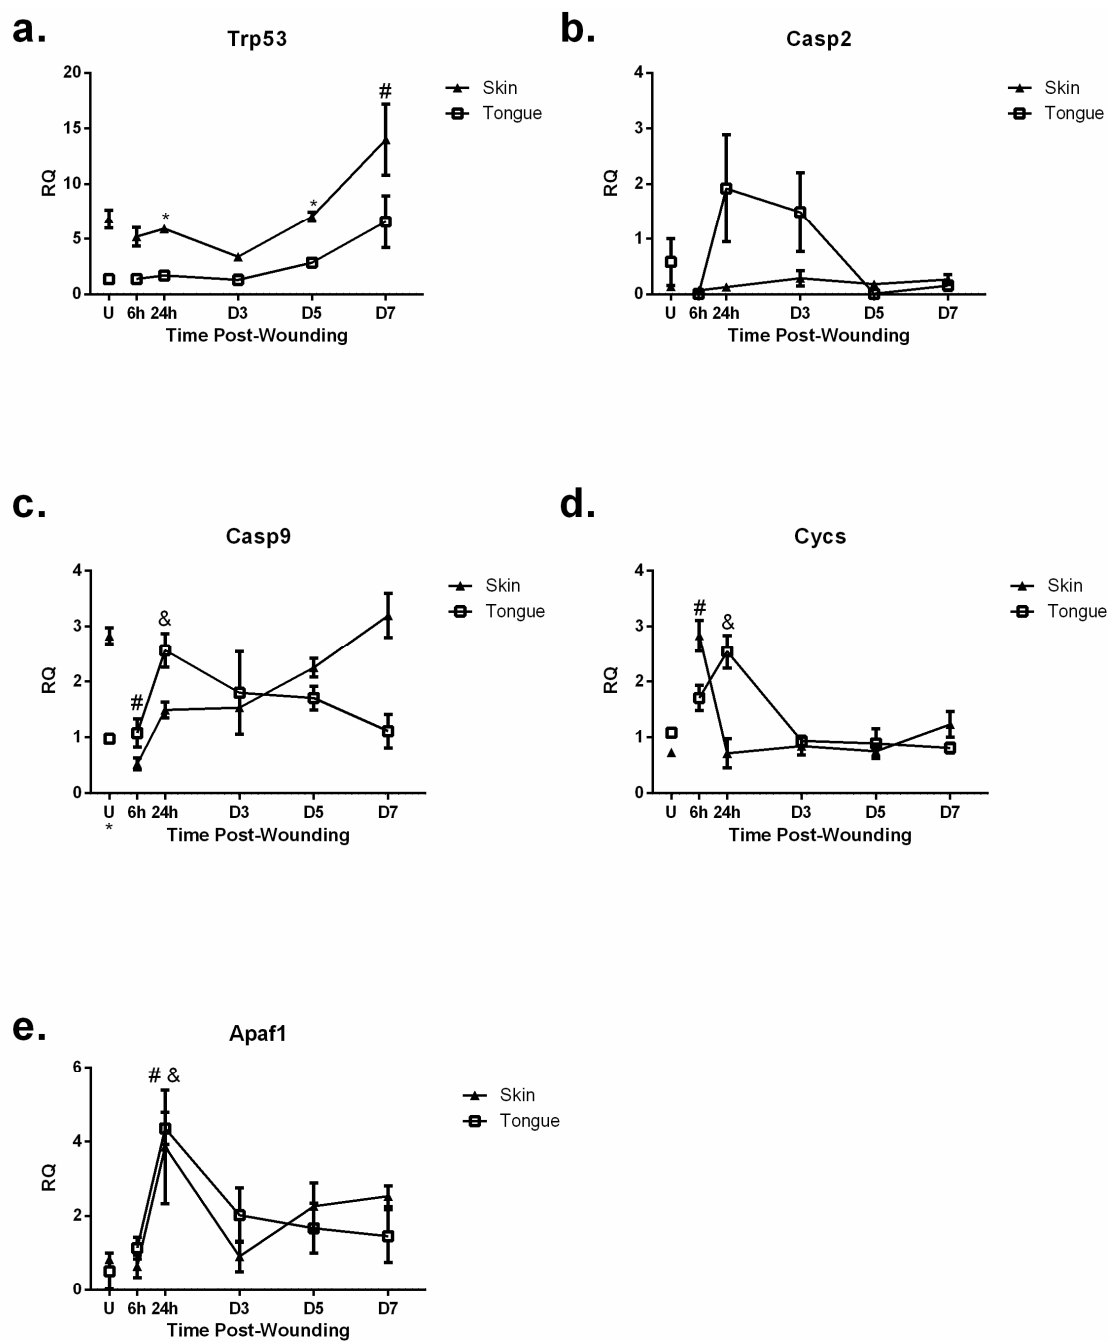 a.
Trp53
20
15
10
5
0
RQ
#
*
*
Skin
Tongue
U 6h 24h D3 D5 D7
Time Post-Wounding
b.
Casp2
4
3
2
1
0
RQ
Skin
Tongue
U 6h 24h D3 D5 D7
Time Post-Wounding
c.
Casp9
4
3
2
1
0
RQ
&
#
Skin
Tongue
U 6h 24h D3 D5 D7
*
Time Post-Wounding
d.
Cycs
4
3
2
1
0
RQ
#
&
Skin
Tongue
U 6h 24h D3 D5 D7
Time Post-Wounding
e.
Apaf1
6
4
2
0
RQ
# &
Skin
Tongue
U 6h 24h D3 D5 D7
Time Post-Wounding